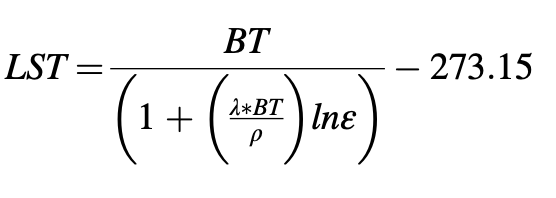 LST = BT / (1 + (λ*BT / ρ) lnε) − 273.15